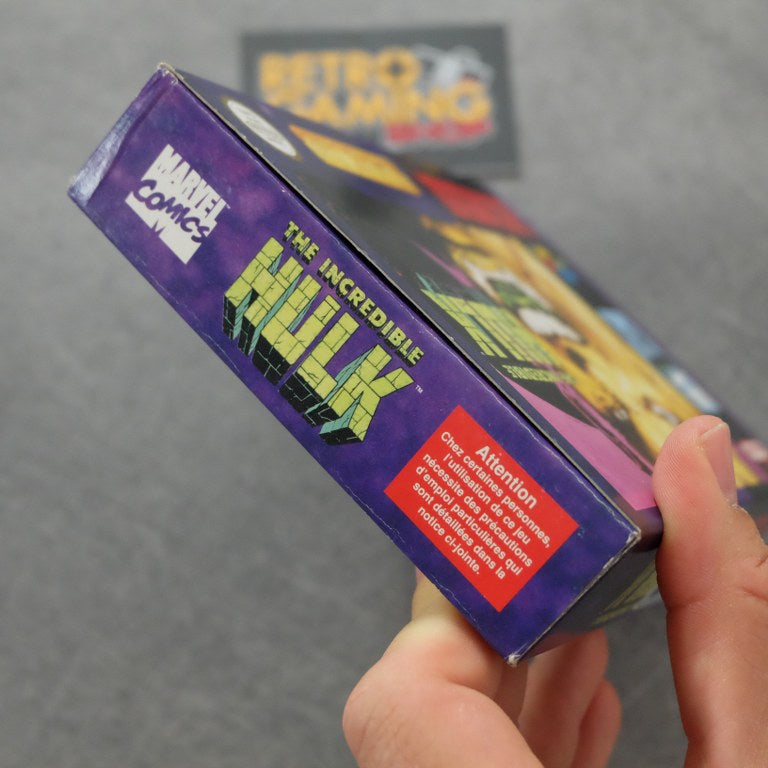 RETRO
GAMING
MARVEL
COMICS
M
THE INCREDIBLE
HULK™
Attention
Chez certaines personnes,
l'utilisation de ce jeu
nécessite des précautions
d'emploi particulières qui
sont détaillées dans la
notice ci-jointe.